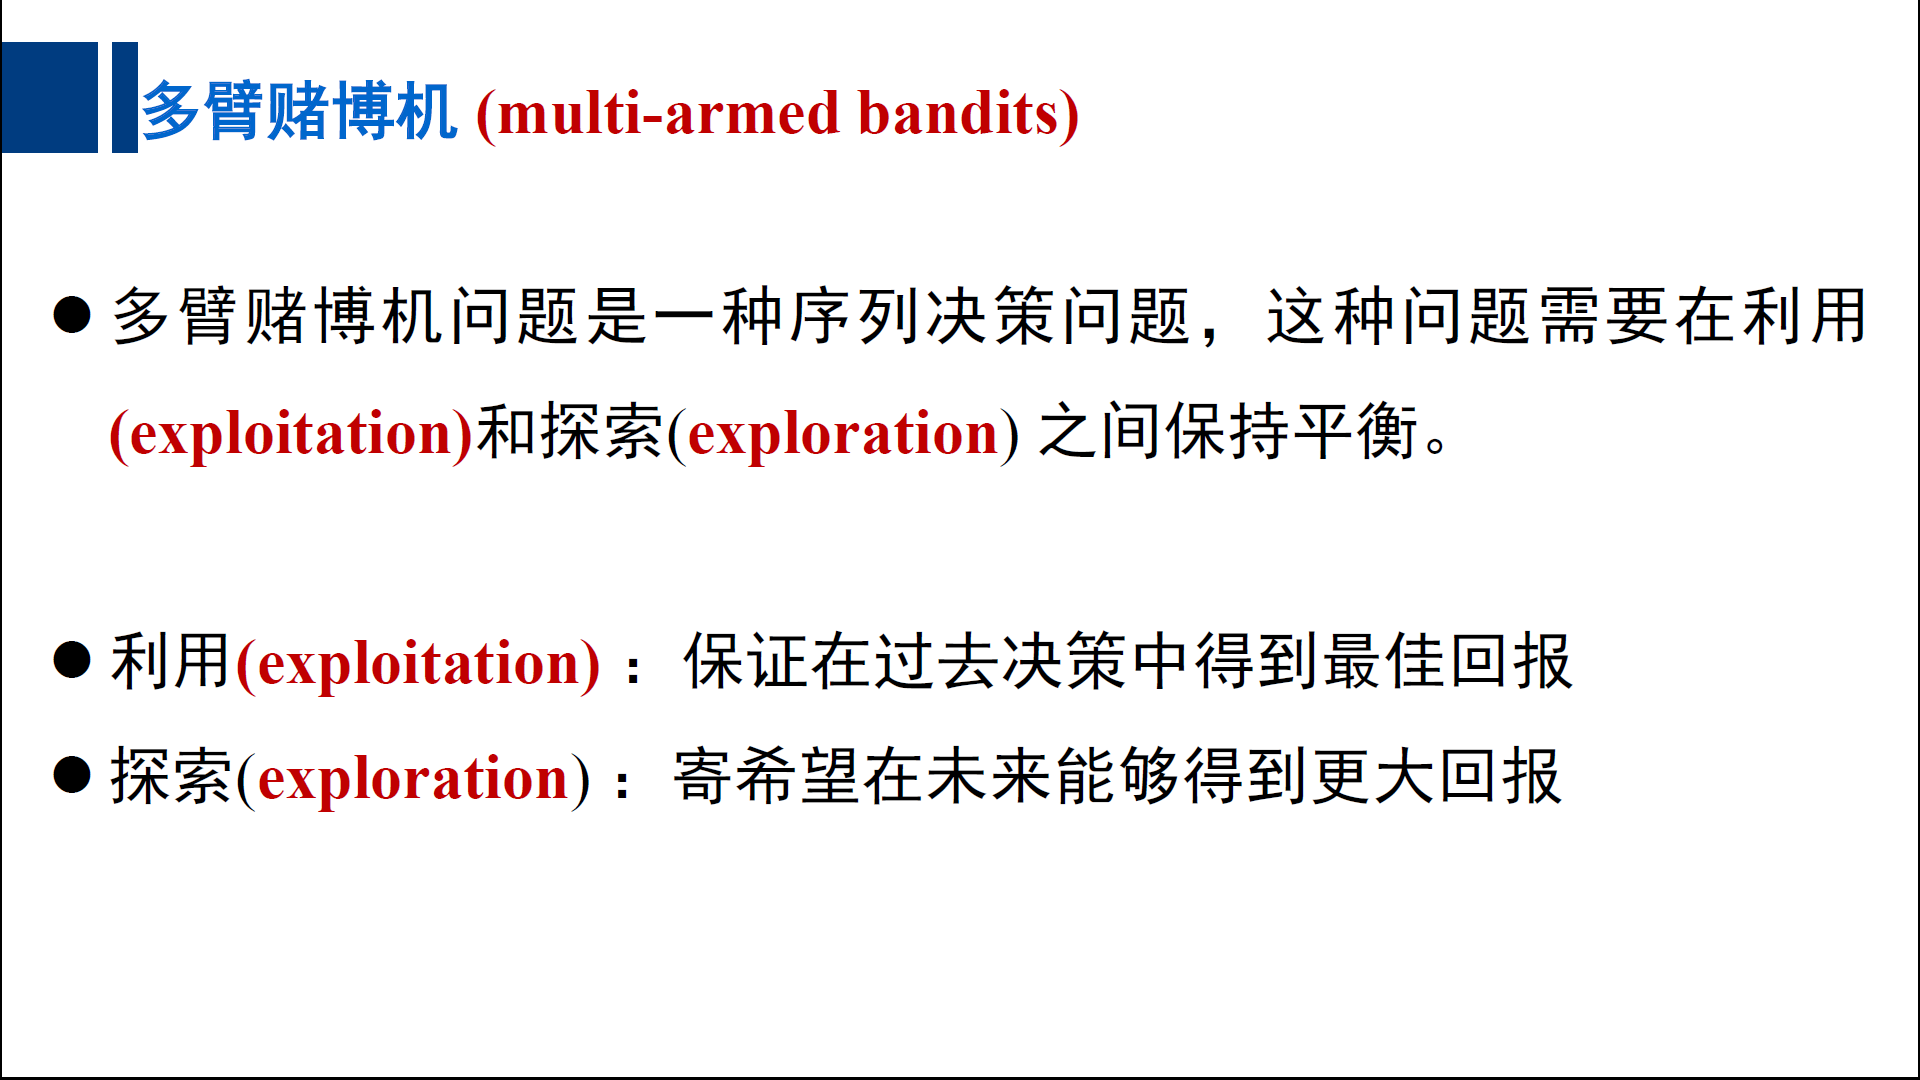 多臂赌博机 (multi-armed bandits)
● 多臂赌博机问题是一种序列决策问题，这种问题需要在利用
(exploitation)和探索(exploration) 之间保持平衡。
● 利用(exploitation) ：保证在过去决策中得到最佳回报
● 探索(exploration) ：寄希望在未来能够得到更大回报